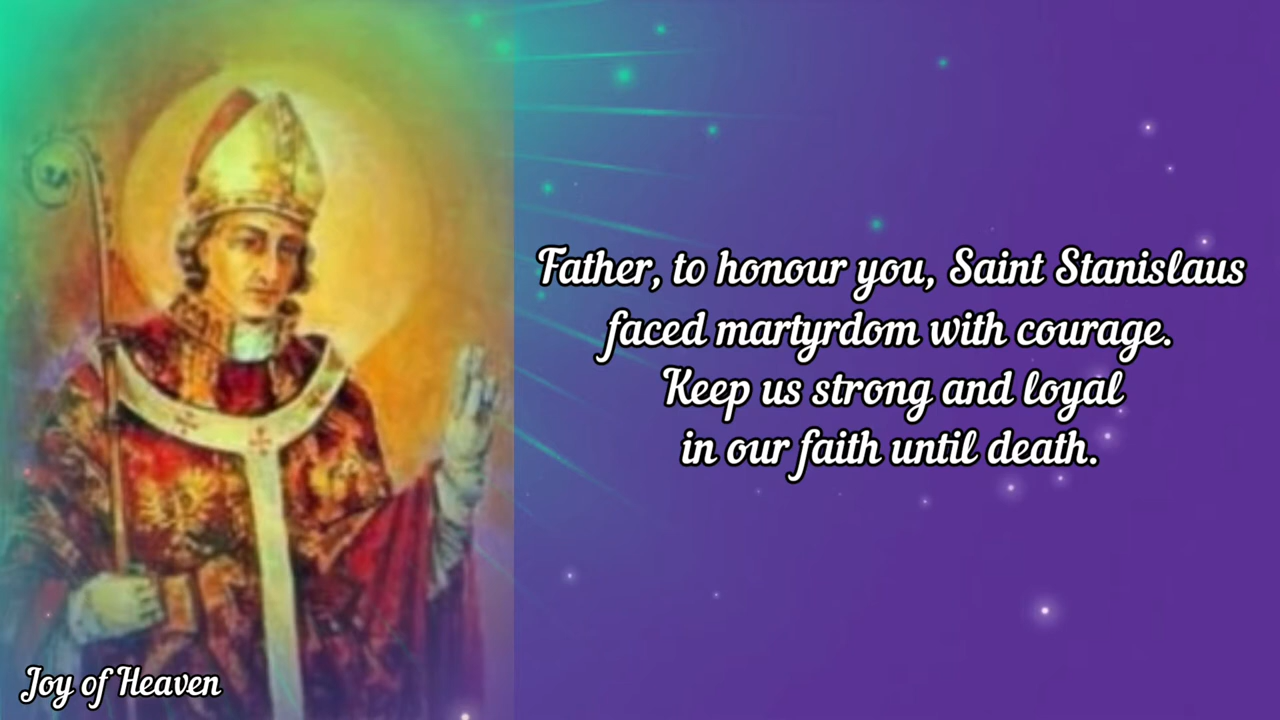 Father, to honour you, Saint Stanislaus
faced martyrdom with courage.
Keep us strong and loyal
in our faith until death.
Joy of Heaven